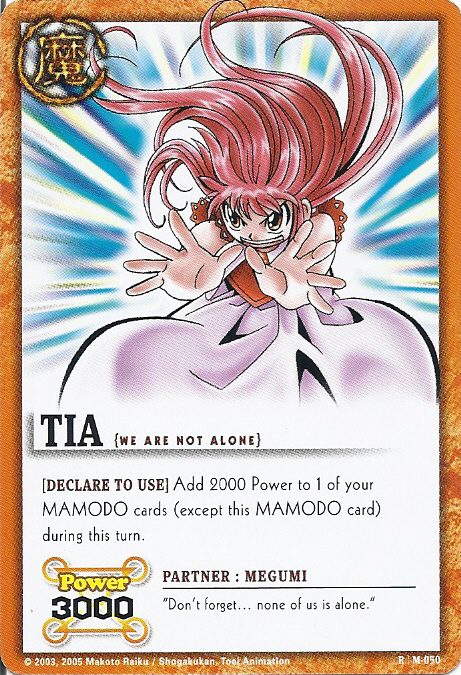 魔
TIA {WE ARE NOT ALONE}
[DECLARE TO USE] Add 2000 Power to 1 of your
MAMODO cards (except this MAMODO card)
during this turn.
Power
3000
PARTNER : MEGUMI
"Don't forget... none of us is alone."
© 2003, 2005 Makoto Raiku / Shogakukan, Toei Animation
R : M-050